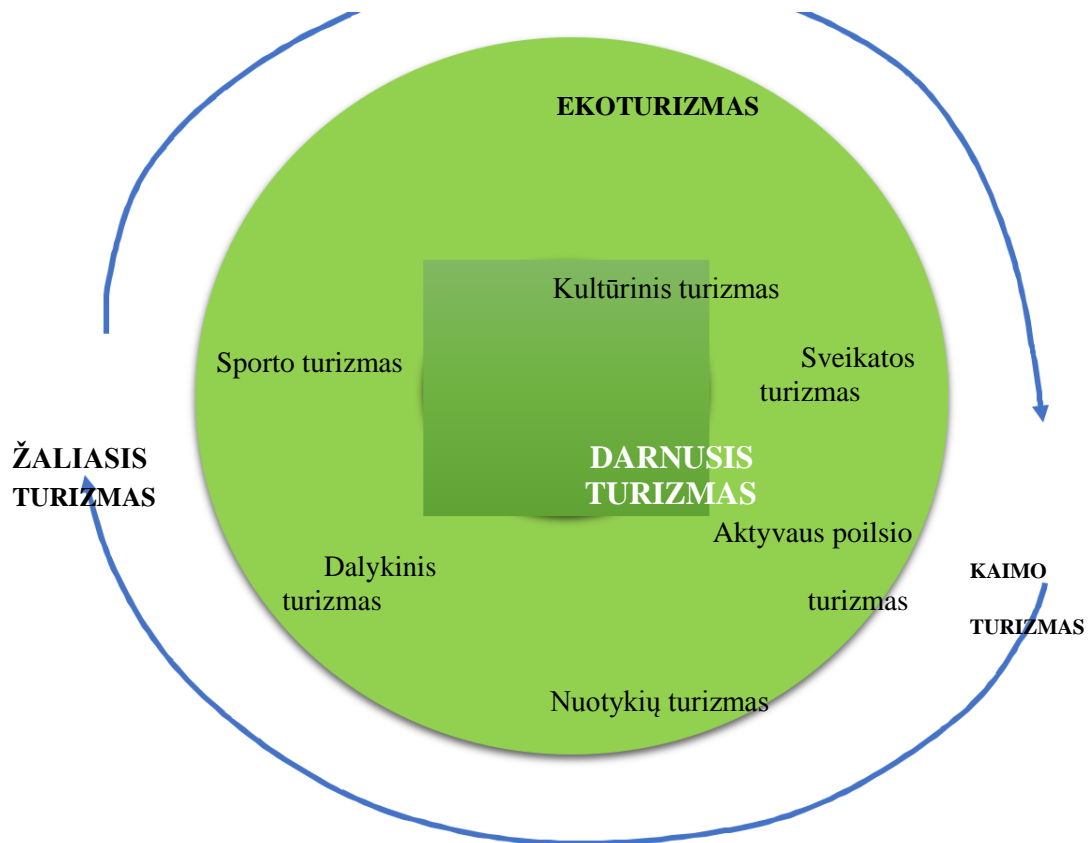 EKOTURIZMAS
Kultūrinis turizmas
Sporto turizmas
Sveikatos
turizmas
ŽALIASIS
TURIZMAS
DARNUSIS
TURIZMAS
Aktyvaus poilsio
turizmas
Dalykinis
turizmas
KAIMO
TURIZMAS
Nuotykių turizmas